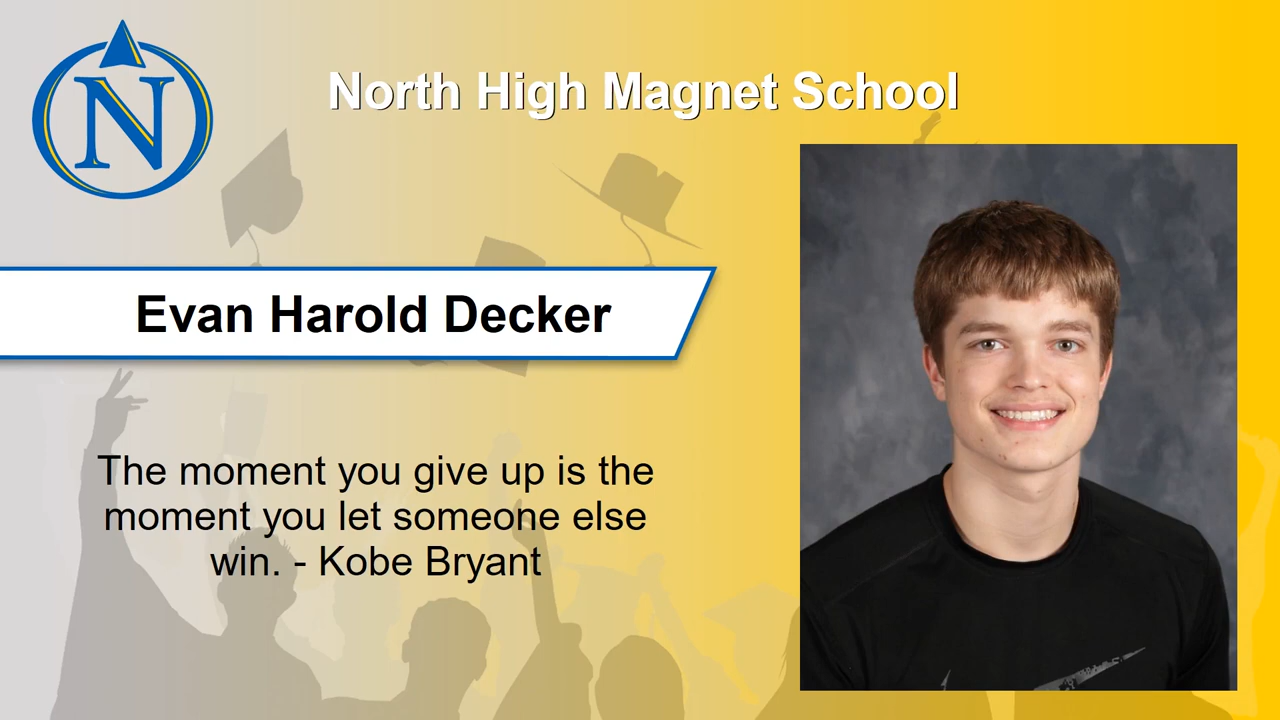 N
North High Magnet School
Evan Harold Decker
The moment you give up is the
moment you let someone else
win. - Kobe Bryant